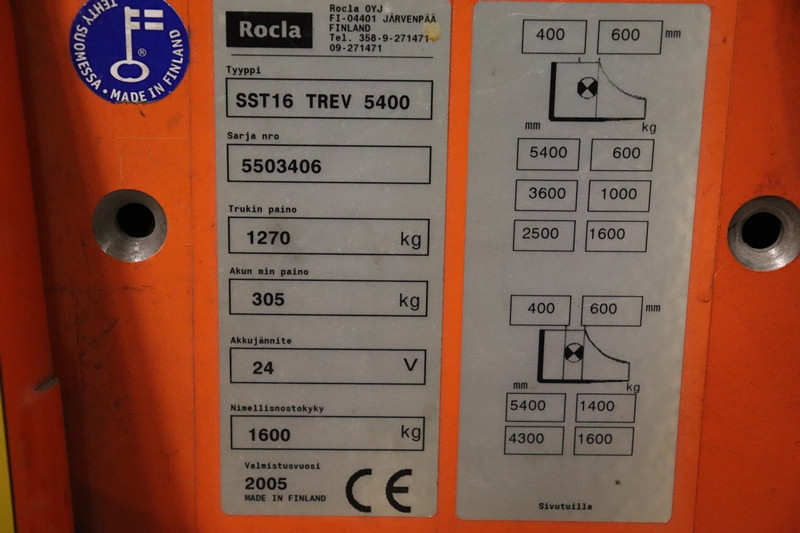 TEHTY SUOMESSA • MADE IN FINLAND
®
Rocla
Rocla OYJ
FI-04401 JÄRVENPÄÄ
FINLAND
Tel. 358-9-271471
09-271471
Tyyppi
SST16 TREV 5400
Sarja nro
5503406
Trukin paino
1270 kg
Akun min paino
305 kg
Akkujännite
24 V
Nimellisnostokyky
1600 kg
Valmistusvuosi
2005
MADE IN FINLAND
CE
400 600 mm
mm kg
5400 600
3600 1000
2500 1600
400 600 mm
mm kg
5400 1400
4300 1600
Sivutuilla